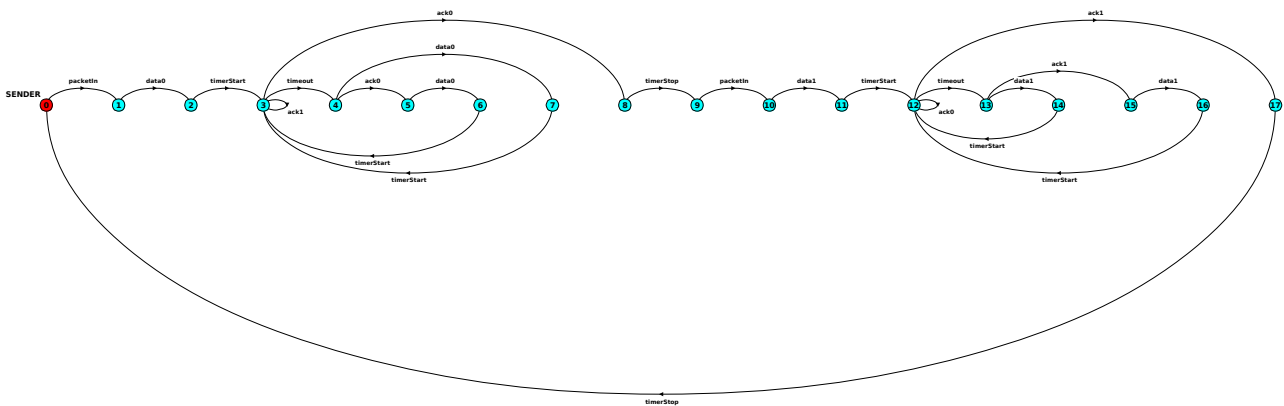 ack0
ack1
data0
ack1
packetIn
data0
timerStart
timeout
ack0
data0
timerStop
packetIn
data1
timerStart
timeout
data1
data1
SENDER
0
1
2
3
4
5
6
7
8
9
10
11
12
13
14
15
16
17
ack1
ack0
timerStart
timerStart
timerStart
timerStart
timerStop